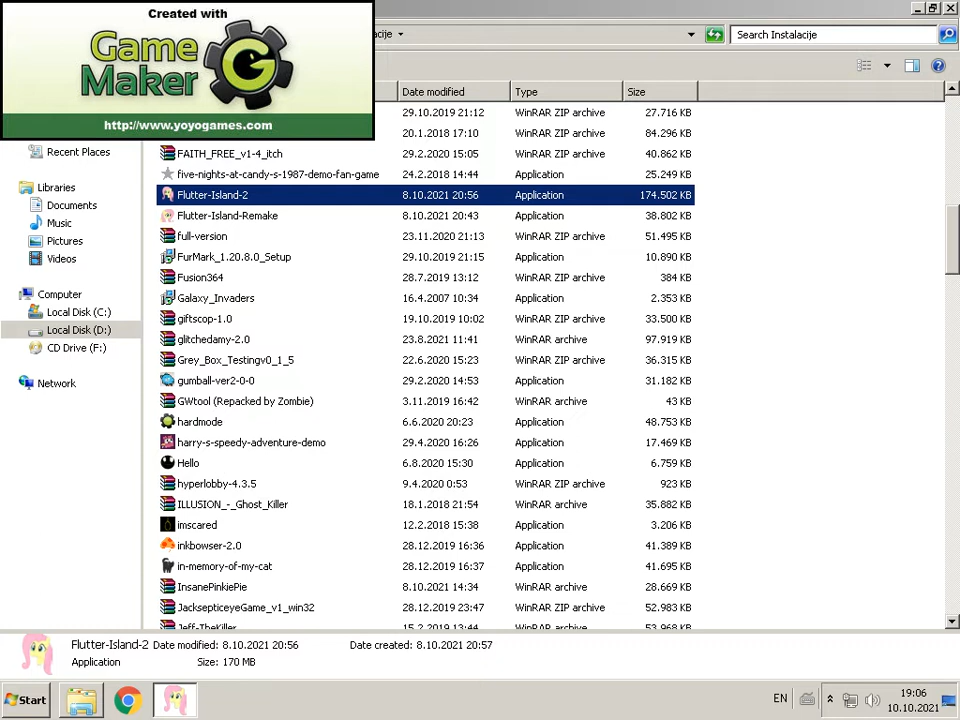 Created with
Game
Maker
http://www.yoyogames.com
acije
Search Instalacije
Date modified Type Size
29.10.2019 21:12 WinRAR ZIP archive 27.716 KB
20.1.2018 17:10 WinRAR ZIP archive 84.296 KB
Recent Places
FAITH_FREE_v1-4_itch 29.2.2020 15:05 WinRAR ZIP archive 40.862 KB
five-nights-at-candy-s-1987-demo-fan-game 24.2.2018 14:44 Application 25.249 KB
Libraries
Flutter-Island-2 8.10.2021 20:56 Application 174.502 KB
Documents
Flutter-Island-Remake 8.10.2021 20:43 Application 38.802 KB
Music
full-version 23.11.2020 21:13 WinRAR ZIP archive 51.495 KB
Pictures
FurMark_1.20.8.0_Setup 29.10.2019 21:15 Application 10.890 KB
Videos
Fusion364 28.7.2019 13:12 WinRAR ZIP archive 384 KB
Computer
Galaxy_Invaders 16.4.2007 10:34 Application 2.353 KB
Local Disk (C:)
giftscop-1.0 19.10.2019 10:02 WinRAR ZIP archive 33.500 KB
Local Disk (D:)
glitchedamy-2.0 23.8.2021 11:41 WinRAR archive 97.919 KB
CD Drive (F:)
Grey_Box_Testingv0_1_5 22.6.2020 15:23 WinRAR ZIP archive 36.315 KB
Network
gumball-ver2-0-0 29.2.2020 14:53 Application 31.182 KB
GWtool (Repacked by Zombie) 3.11.2019 16:42 WinRAR archive 43 KB
hardmode 6.6.2020 20:23 Application 48.753 KB
harry-s-speedy-adventure-demo 29.4.2020 16:26 Application 17.469 KB
Hello 6.8.2020 15:30 Application 6.759 KB
hyperlobby-4.3.5 9.4.2020 0:53 WinRAR ZIP archive 923 KB
ILLUSION_-_Ghost_Killer 18.1.2018 21:54 WinRAR archive 35.882 KB
imscared 12.2.2018 15:38 Application 3.206 KB
inkbowser-2.0 28.12.2019 16:36 Application 41.389 KB
in-memory-of-my-cat 28.12.2019 16:37 Application 41.695 KB
InsanePinkiePie 8.10.2021 14:34 WinRAR archive 28.669 KB
JacksepticeyeGame_v1_win32 28.12.2019 23:47 WinRAR ZIP archive 52.983 KB
Jeff-TheKiller 15.2.2019 13:44 WinRAR ZIP archive 53.968 KB
Flutter-Island-2 Date modified: 8.10.2021 20:56 Date created: 8.10.2021 20:57
Application Size: 170 MB
Start EN 19:06
10.10.2021